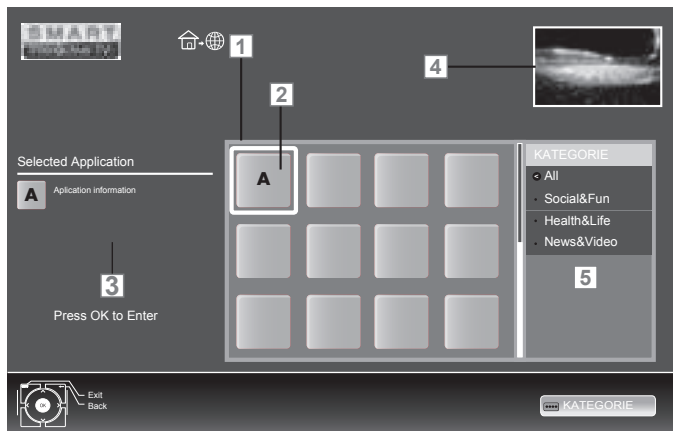 SMART
1
4
2
Selected Application
A
Aplication information
3
Press OK to Enter
A
KATEGORIE
All
Social&Fun
Health&Life
News&Video
5
Exit
Back
OK
KATEGORIE